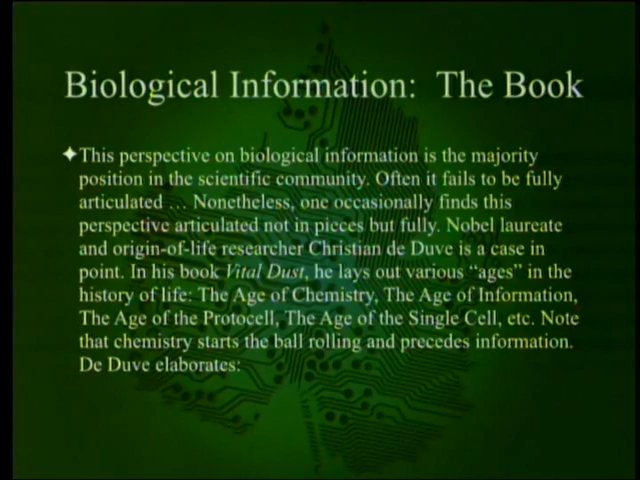 Biological Information:  The Book
✦This perspective on biological information is the majority
position in the scientific community. Often it fails to be fully
articulated … Nonetheless, one occasionally finds this
perspective articulated not in pieces but fully. Nobel laureate
and origin-of-life researcher Christian de Duve is a case in
point. In his book Vital Dust, he lays out various “ages” in the
history of life: The Age of Chemistry, The Age of Information,
The Age of the Protocell, The Age of the Single Cell, etc. Note
that chemistry starts the ball rolling and precedes information.
De Duve elaborates: